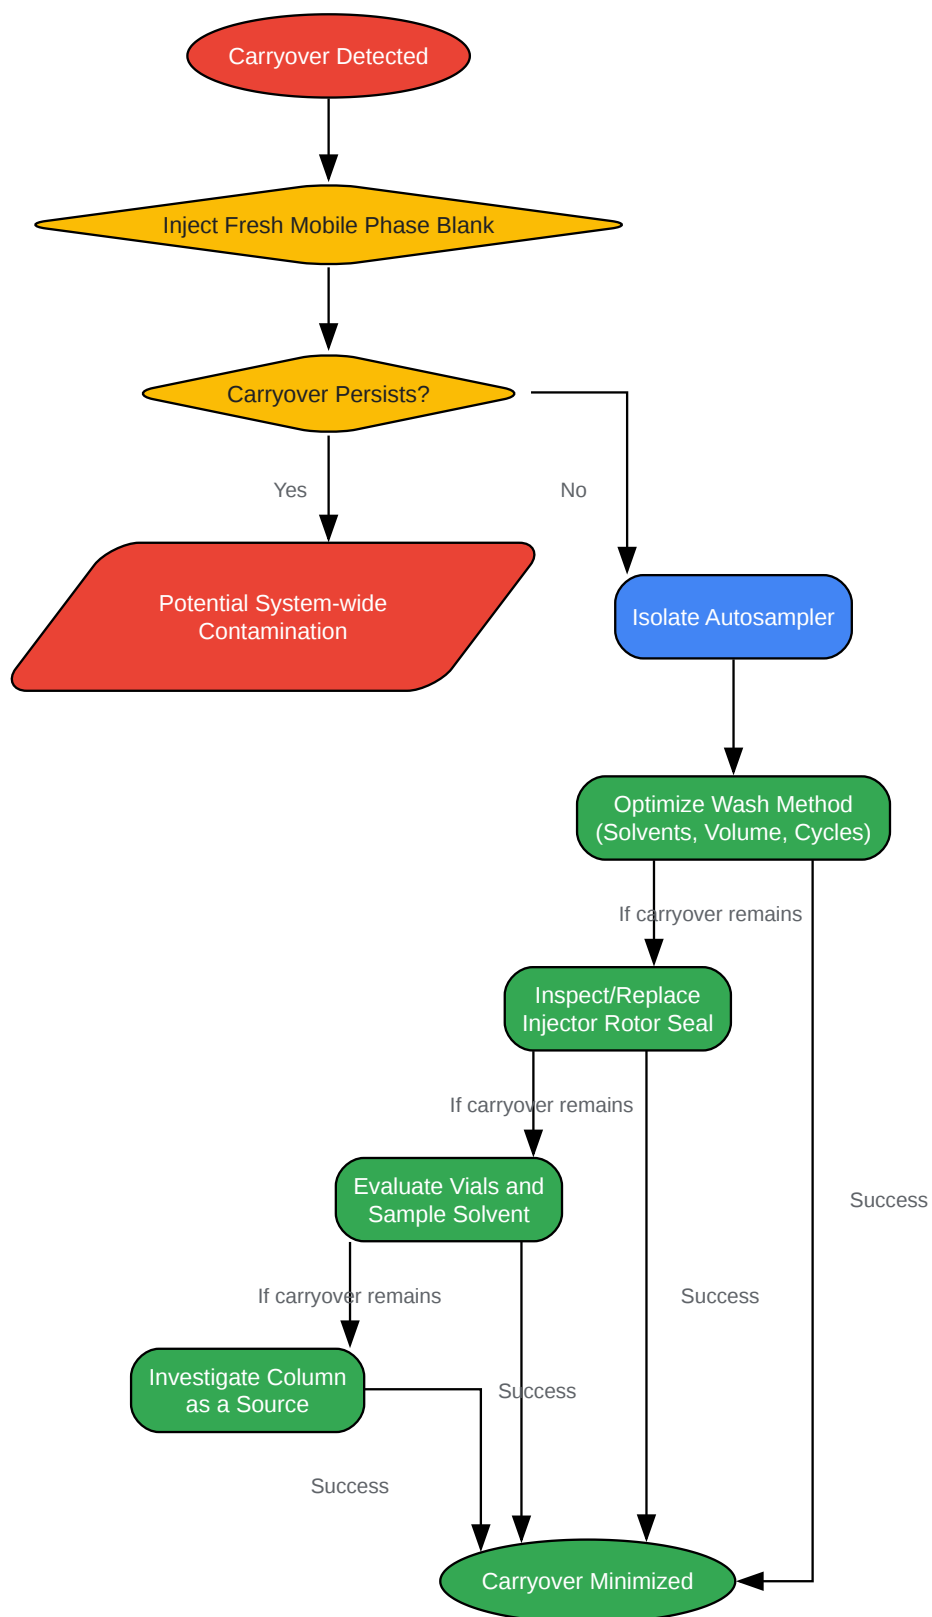 Carryover Detected
Inject Fresh Mobile Phase Blank
Carryover Persists?
Yes
No
Potential System-wide
Contamination
Isolate Autosampler
Optimize Wash Method
(Solvents, Volume, Cycles)
If carryover remains
Inspect/Replace
Injector Rotor Seal
If carryover remains
Evaluate Vials and
Sample Solvent
Success
If carryover remains
Success
Investigate Column
as a Source
Success
Success
Carryover Minimized